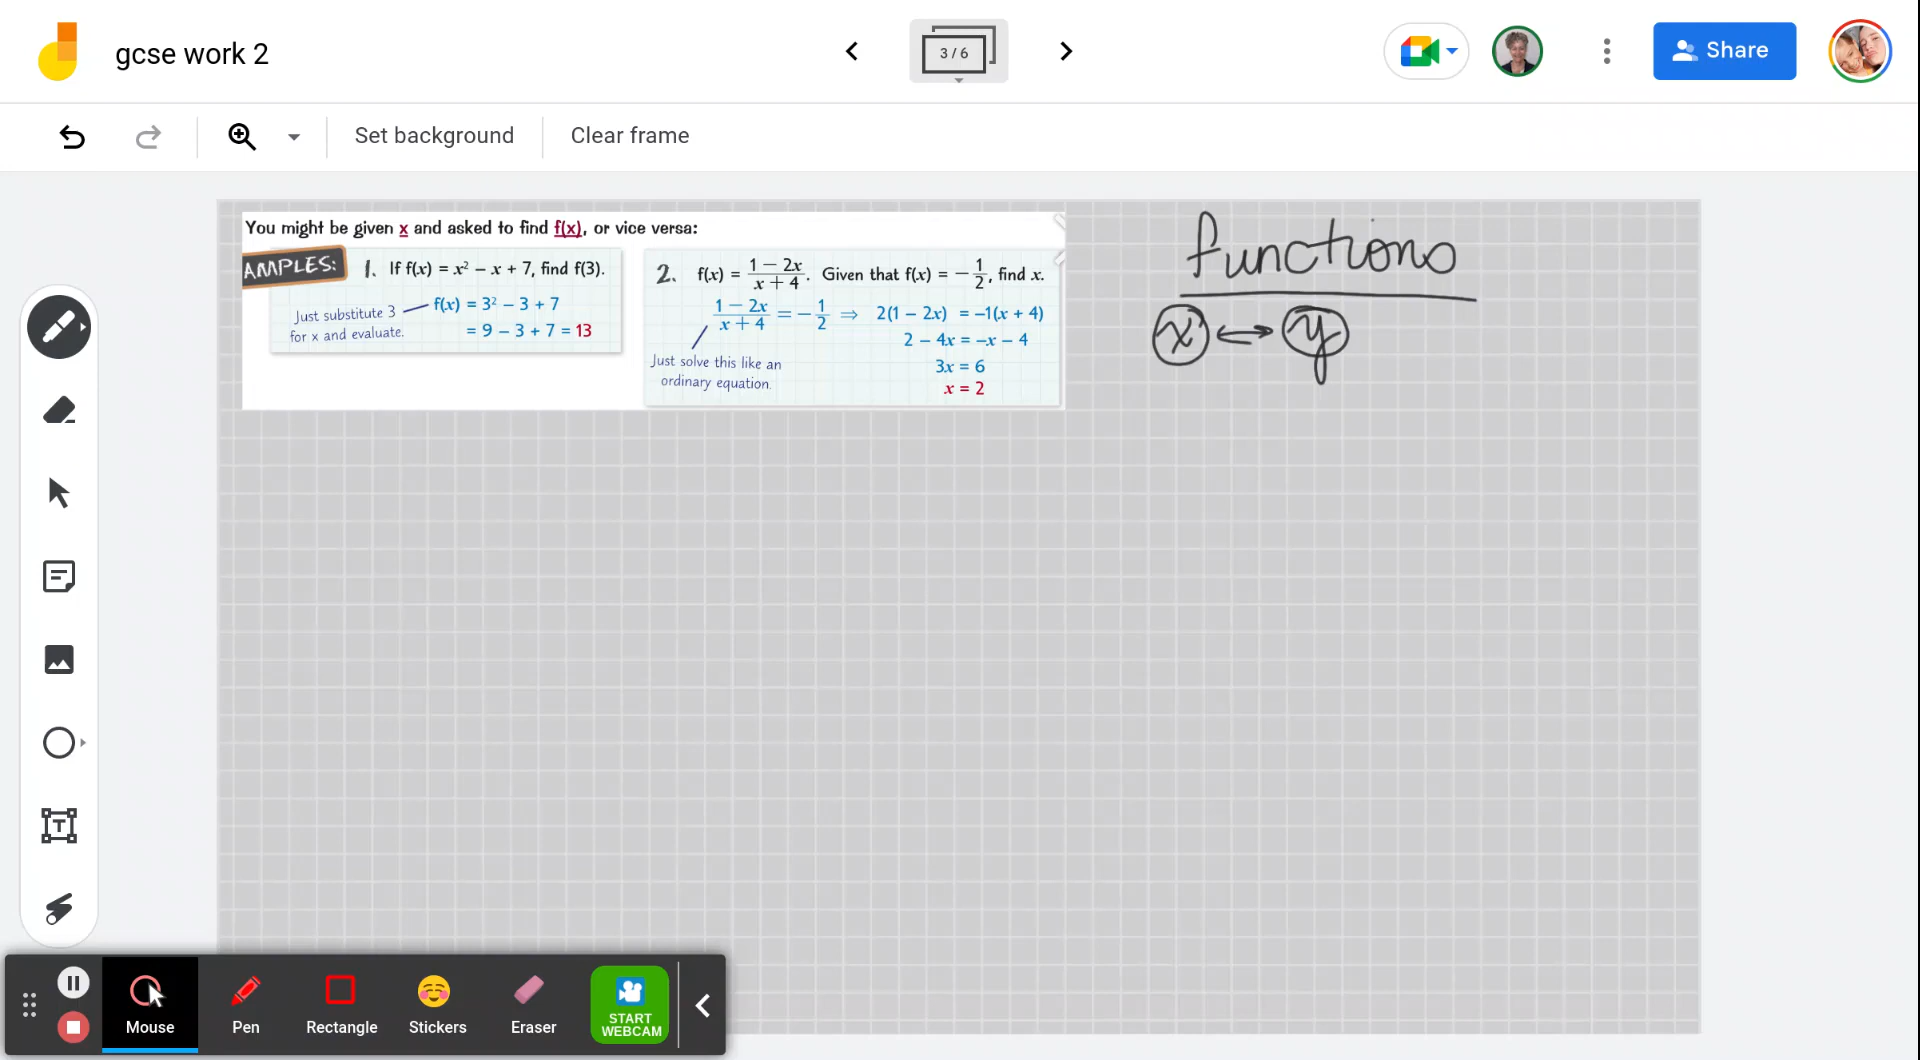 gcse work 2
3 / 6
Share
Set background
Clear frame
You might be given x and asked to find f(x), or vice versa:
AMPLES:
1. If f(x) = x² − x + 7, find f(3).
Just substitute 3
for x and evaluate.
f(x) = 3² − 3 + 7
= 9 − 3 + 7 = 13
2. f(x) = (1 − 2x)/(x + 4). Given that f(x) = −1/2, find x.
(1 − 2x)/(x + 4) = −1/2 ⇒ 2(1 − 2x) = −1(x + 4)
2 − 4x = −x − 4
3x = 6
x = 2
Just solve this like an
ordinary equation.
functions
x ↔ y
T
Mouse
Pen
Rectangle
Stickers
Eraser
START
WEBCAM